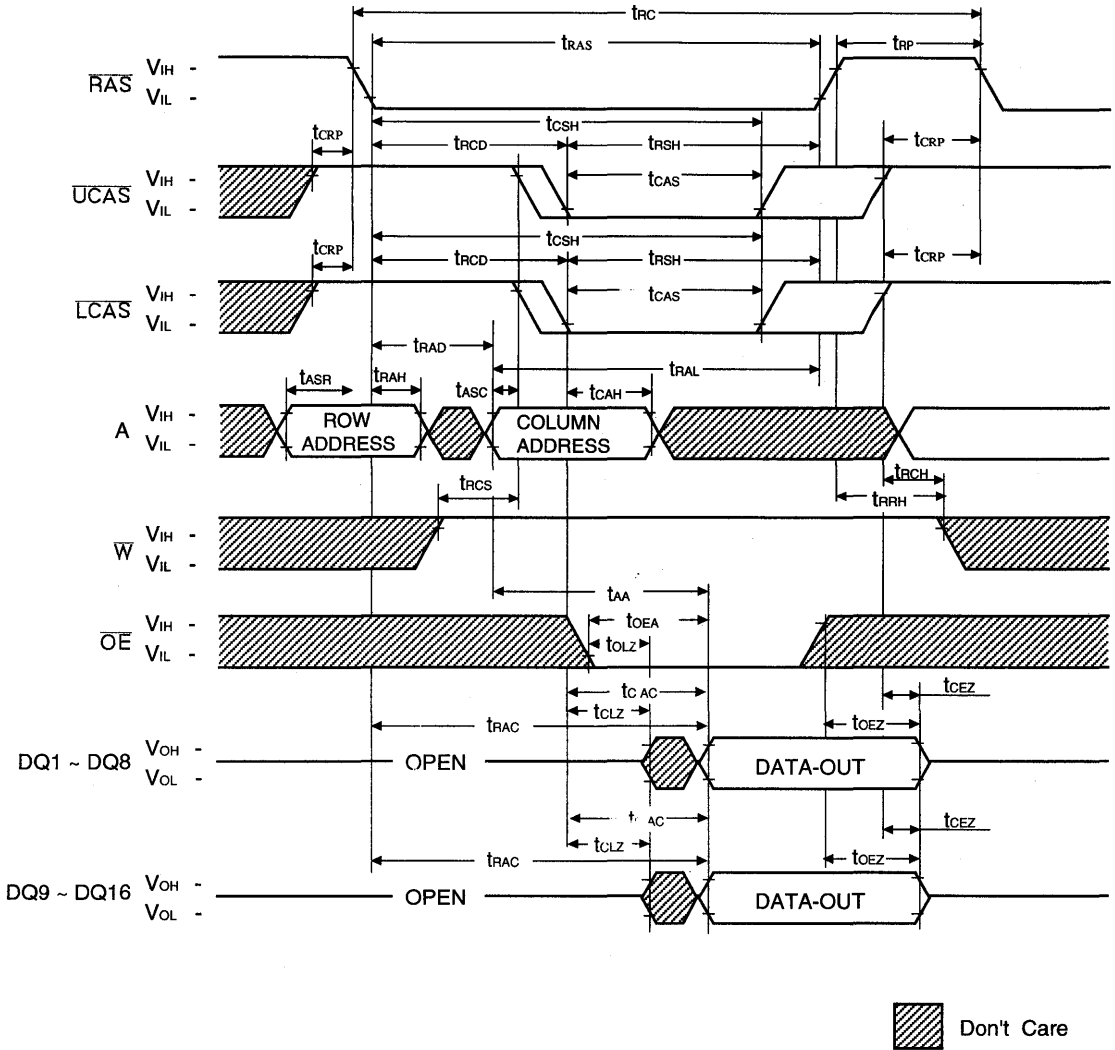 tRC
tRAS tRP
RAS VIH -
VIL -
tCSH
tCRP tRCD tRSH tCRP
UCAS VIH -
VIL -
tCAS
tCSH
tCRP tRCD tRSH tCRP
LCAS VIH -
VIL -
tCAS
tRAD tRAL
tASR tRAH tASC tCAH
A VIH -
VIL -
ROW ADDRESS
COLUMN ADDRESS
tRCS tRCH
tRRH
W VIH -
VIL -
tAA
OE VIH -
VIL -
tOEA
tOLZ
tCAC tCEZ
tCLZ
tRAC tOEZ
DQ1 ~ DQ8 VOH -
VOL -
OPEN DATA-OUT
AC tCEZ
tCLZ
tRAC tOEZ
DQ9 ~ DQ16 VOH -
VOL -
OPEN DATA-OUT
Don't Care